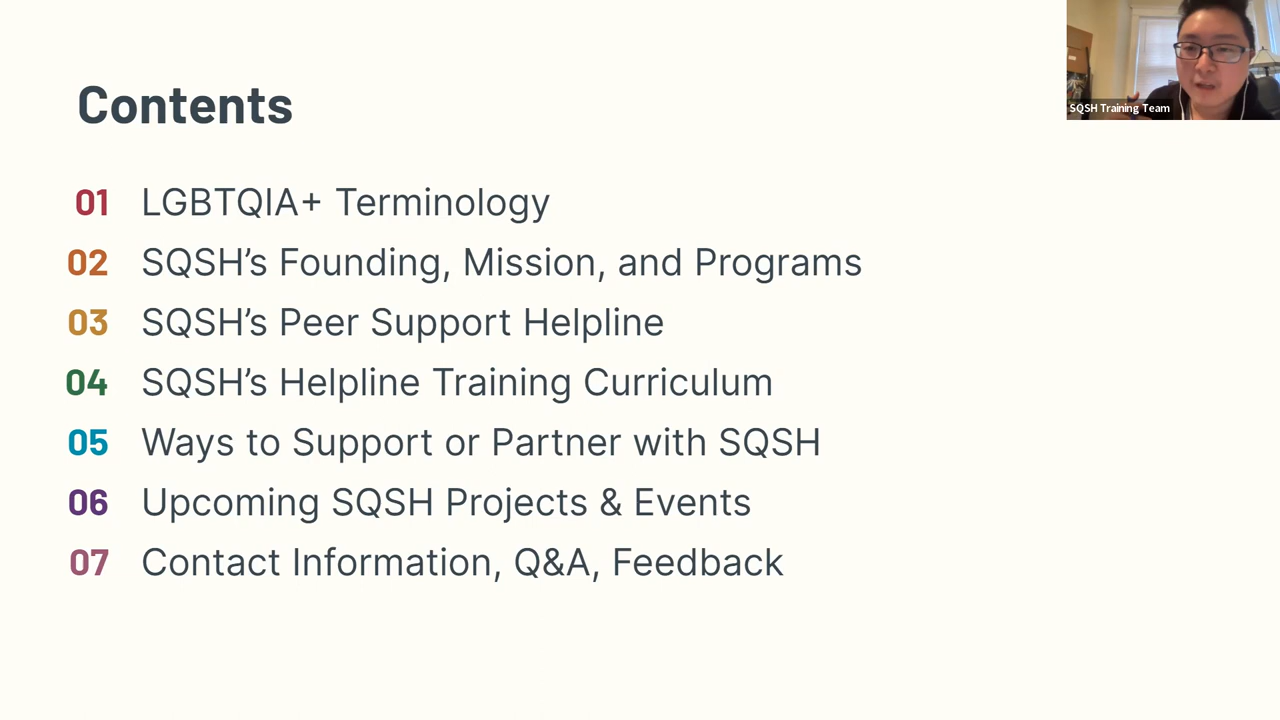 Contents
01 LGBTQIA+ Terminology
02 SQSH’s Founding, Mission, and Programs
03 SQSH’s Peer Support Helpline
04 SQSH’s Helpline Training Curriculum
05 Ways to Support or Partner with SQSH
06 Upcoming SQSH Projects & Events
07 Contact Information, Q&A, Feedback
SQSH Training Team